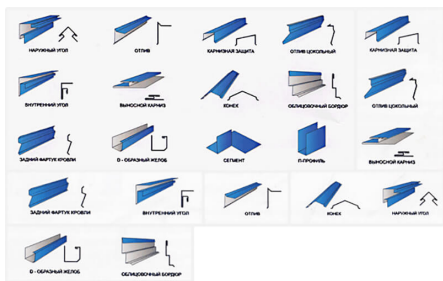 НАРУЖНЫЙ УГОЛ
ОТЛИВ
КАРНИЗНАЯ ЗАЩИТА
ОТЛИВ ЦОКОЛЬНЫЙ
КАРНИЗНАЯ ЗАЩИТА
ВНУТРЕННИЙ УГОЛ
ВЫНОСНОЙ КАРНИЗ
КОНЕК
ОБЛИЦОВОЧНЫЙ БОРДЮР
ОТЛИВ ЦОКОЛЬНЫЙ
ЗАДНИЙ ФАРТУК КРОВЛИ
D - ОБРАЗНЫЙ ЖЕЛОБ
СЕГМЕНТ
П-ПРОФИЛЬ
ВЫНОСНОЙ КАРНИЗ
ЗАДНИЙ ФАРТУК КРОВЛИ
ВНУТРЕННИЙ УГОЛ
ОТЛИВ
КОНЕК
НАРУЖНЫЙ УГОЛ
D - ОБРАЗНЫЙ ЖЕЛОБ
ОБЛИЦОВОЧНЫЙ БОРДЮР